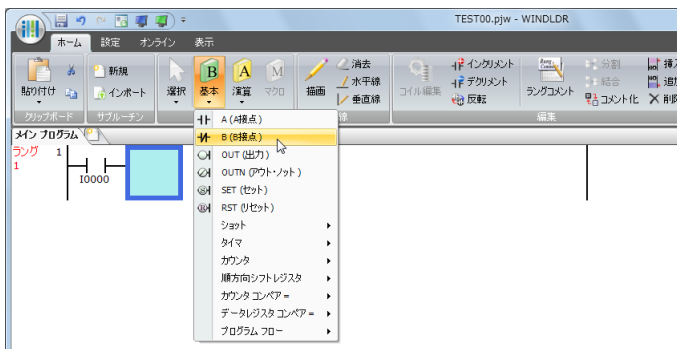 TEST00.pjw - WINDLDR
ホーム 設定 オンライン 表示
貼り付け 新規 インポート 選択 基本 演算 マクロ 描画 消去 水平線 垂直線 コイル編集 インクリメント デクリメント 反転 ラングコメント 分割 結合 コメント化 挿入 追加 削除
クリップボード サブルーチン 線 編集
メイン プログラム
ラング 1
1
I0000
A (A接点)
B (B接点)
OUT (出力)
OUTN (アウト・ノット)
SET (セット)
RST (リセット)
ショット
タイマ
カウンタ
順方向シフトレジスタ
カウンタ コンペア =
データレジスタ コンペア =
プログラム フロー